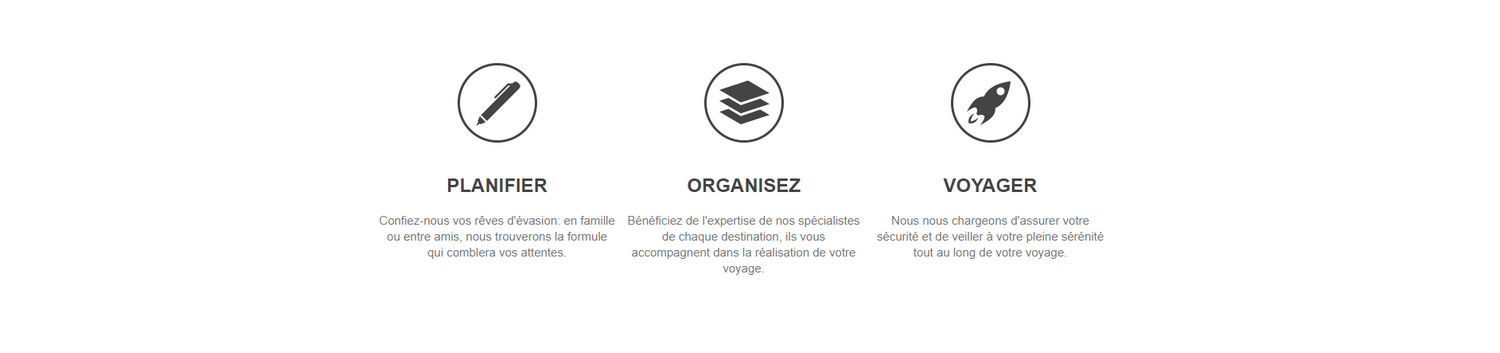 PLANIFIER
Confiez-nous vos rêves d'évasion: en famille
ou entre amis, nous trouverons la formule
qui comblera vos attentes.
ORGANISEZ
Bénéficiez de l'expertise de nos spécialistes
de chaque destination, ils vous
accompagnent dans la réalisation de votre
voyage.
VOYAGER
Nous nous chargeons d'assurer votre
sécurité et de veiller à votre pleine sérénité
tout au long de votre voyage.